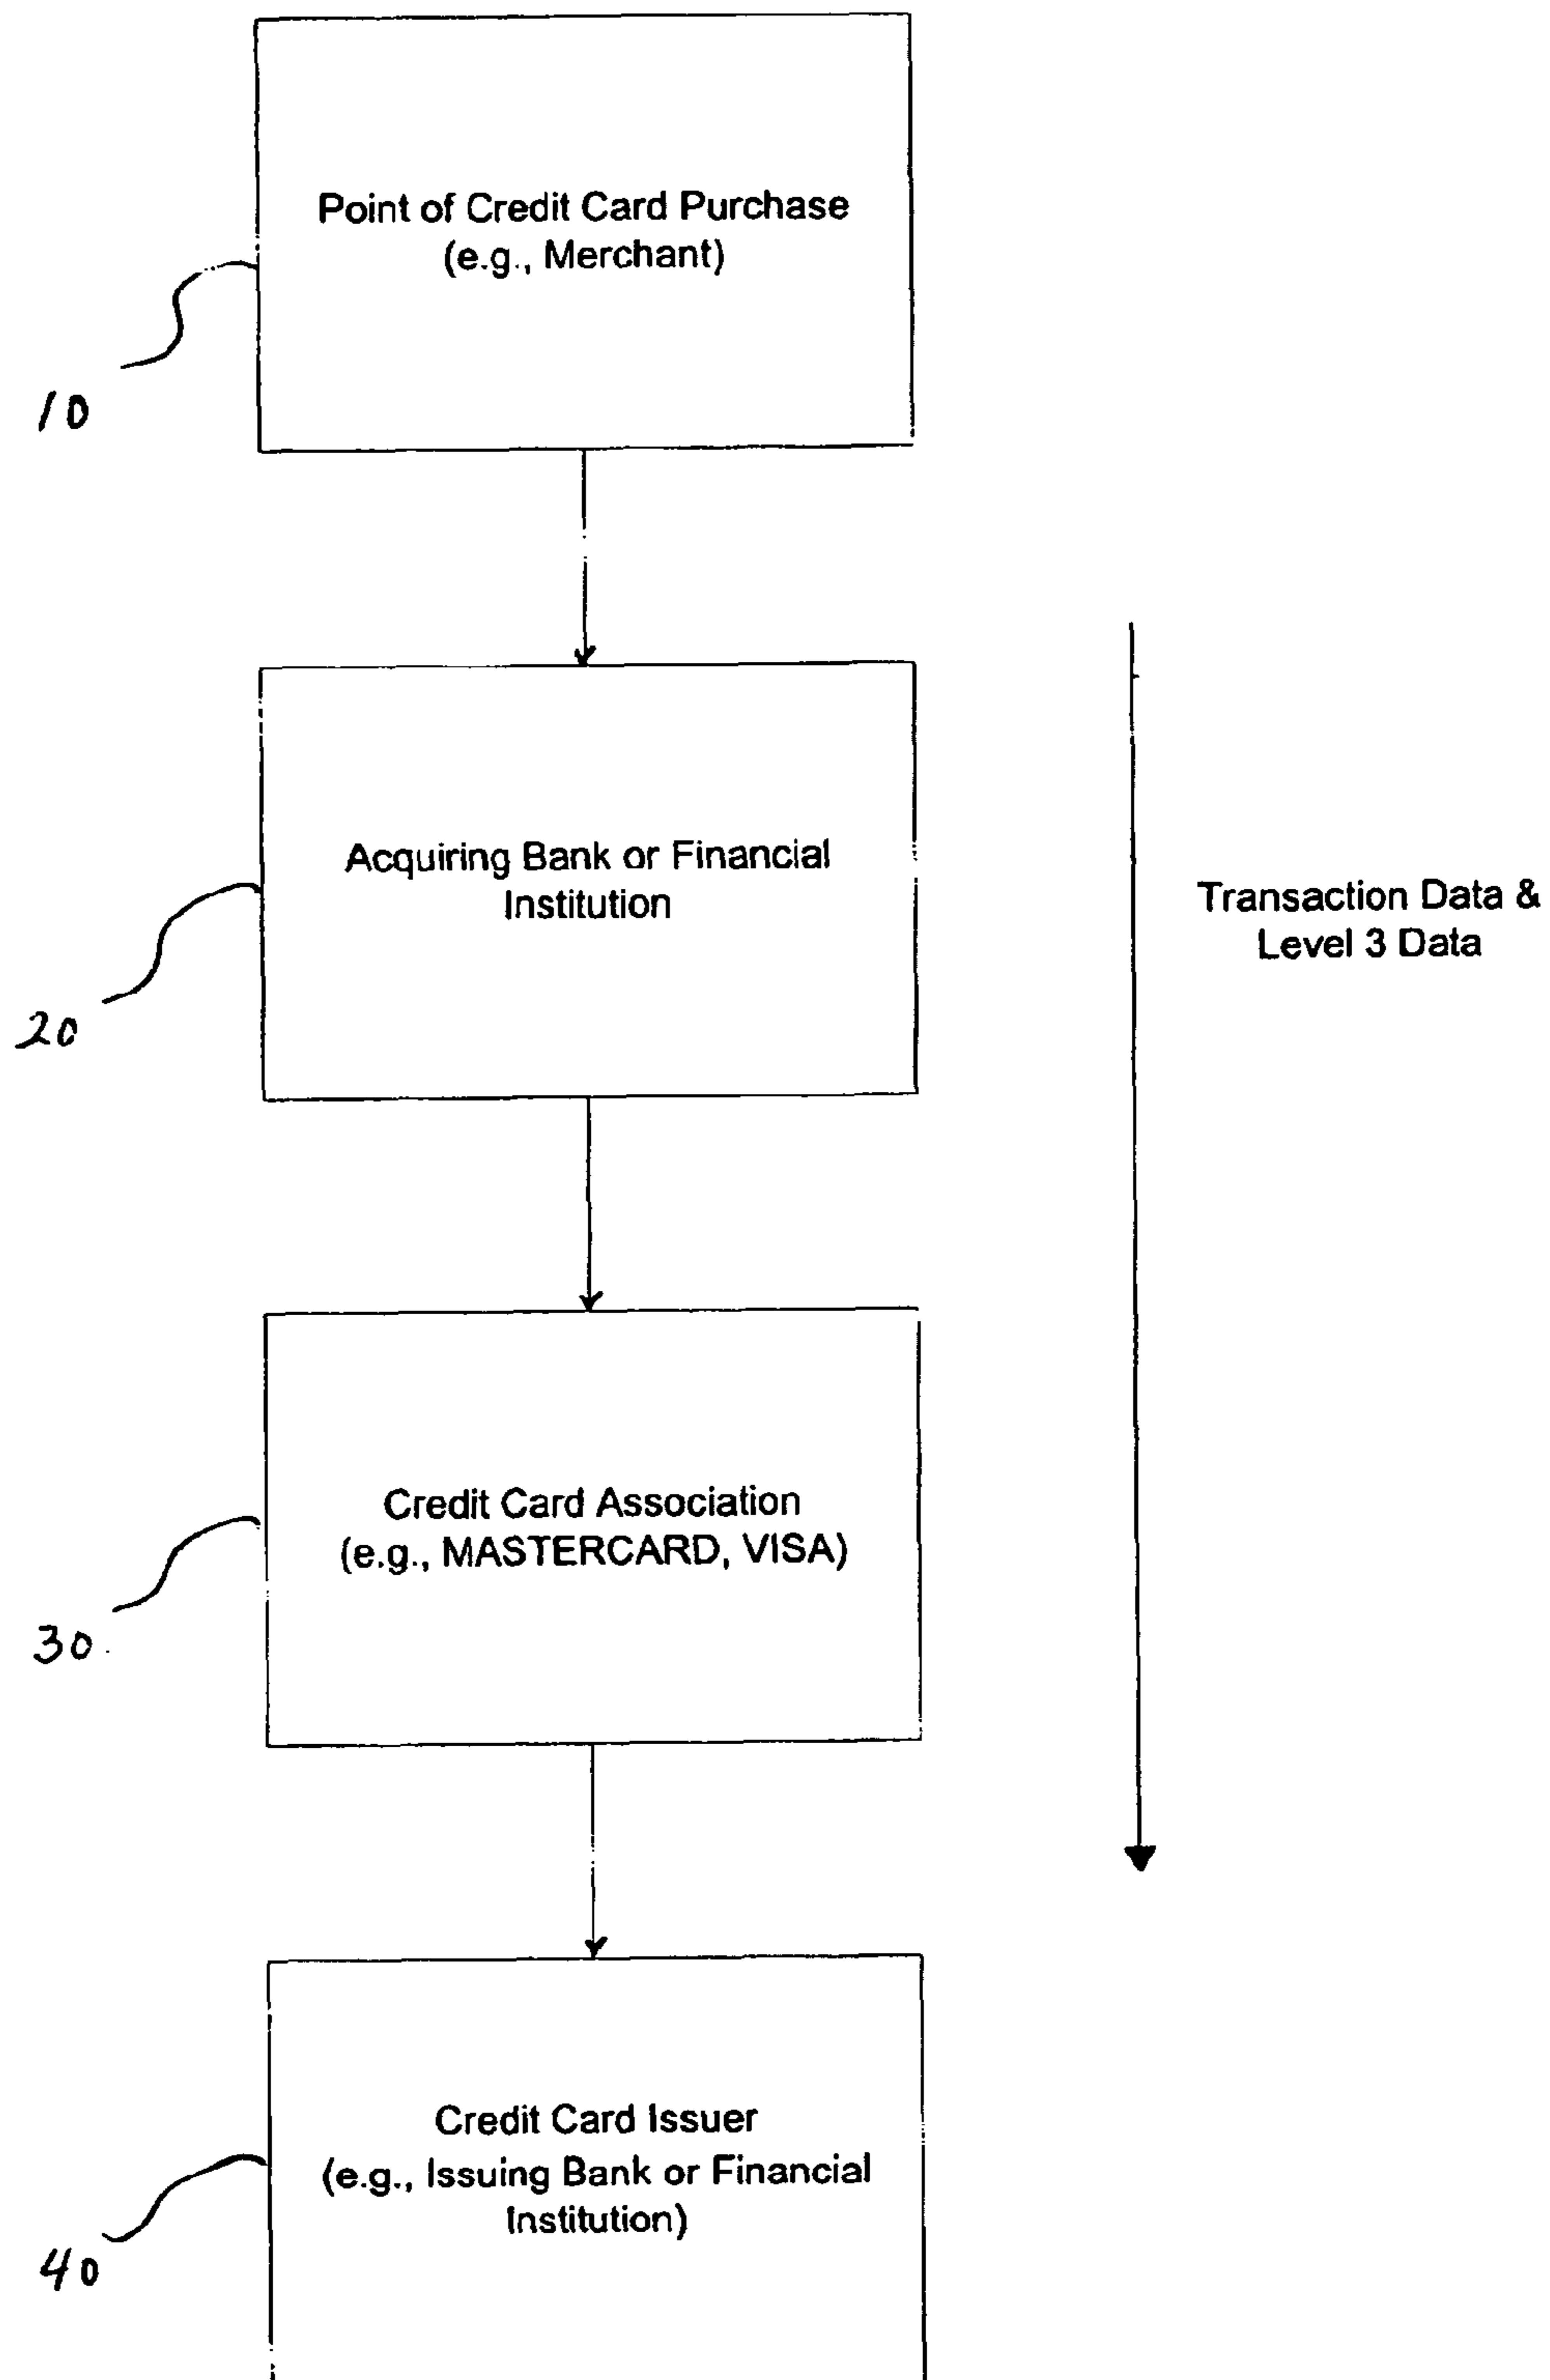 Point of Credit Card Purchase
(e.g., Merchant)
10
Acquiring Bank or Financial
Institution
20
Transaction Data &
Level 3 Data
Credit Card Association
(e.g., MASTERCARD, VISA)
30
Credit Card Issuer
(e.g., Issuing Bank or Financial
Institution)
40